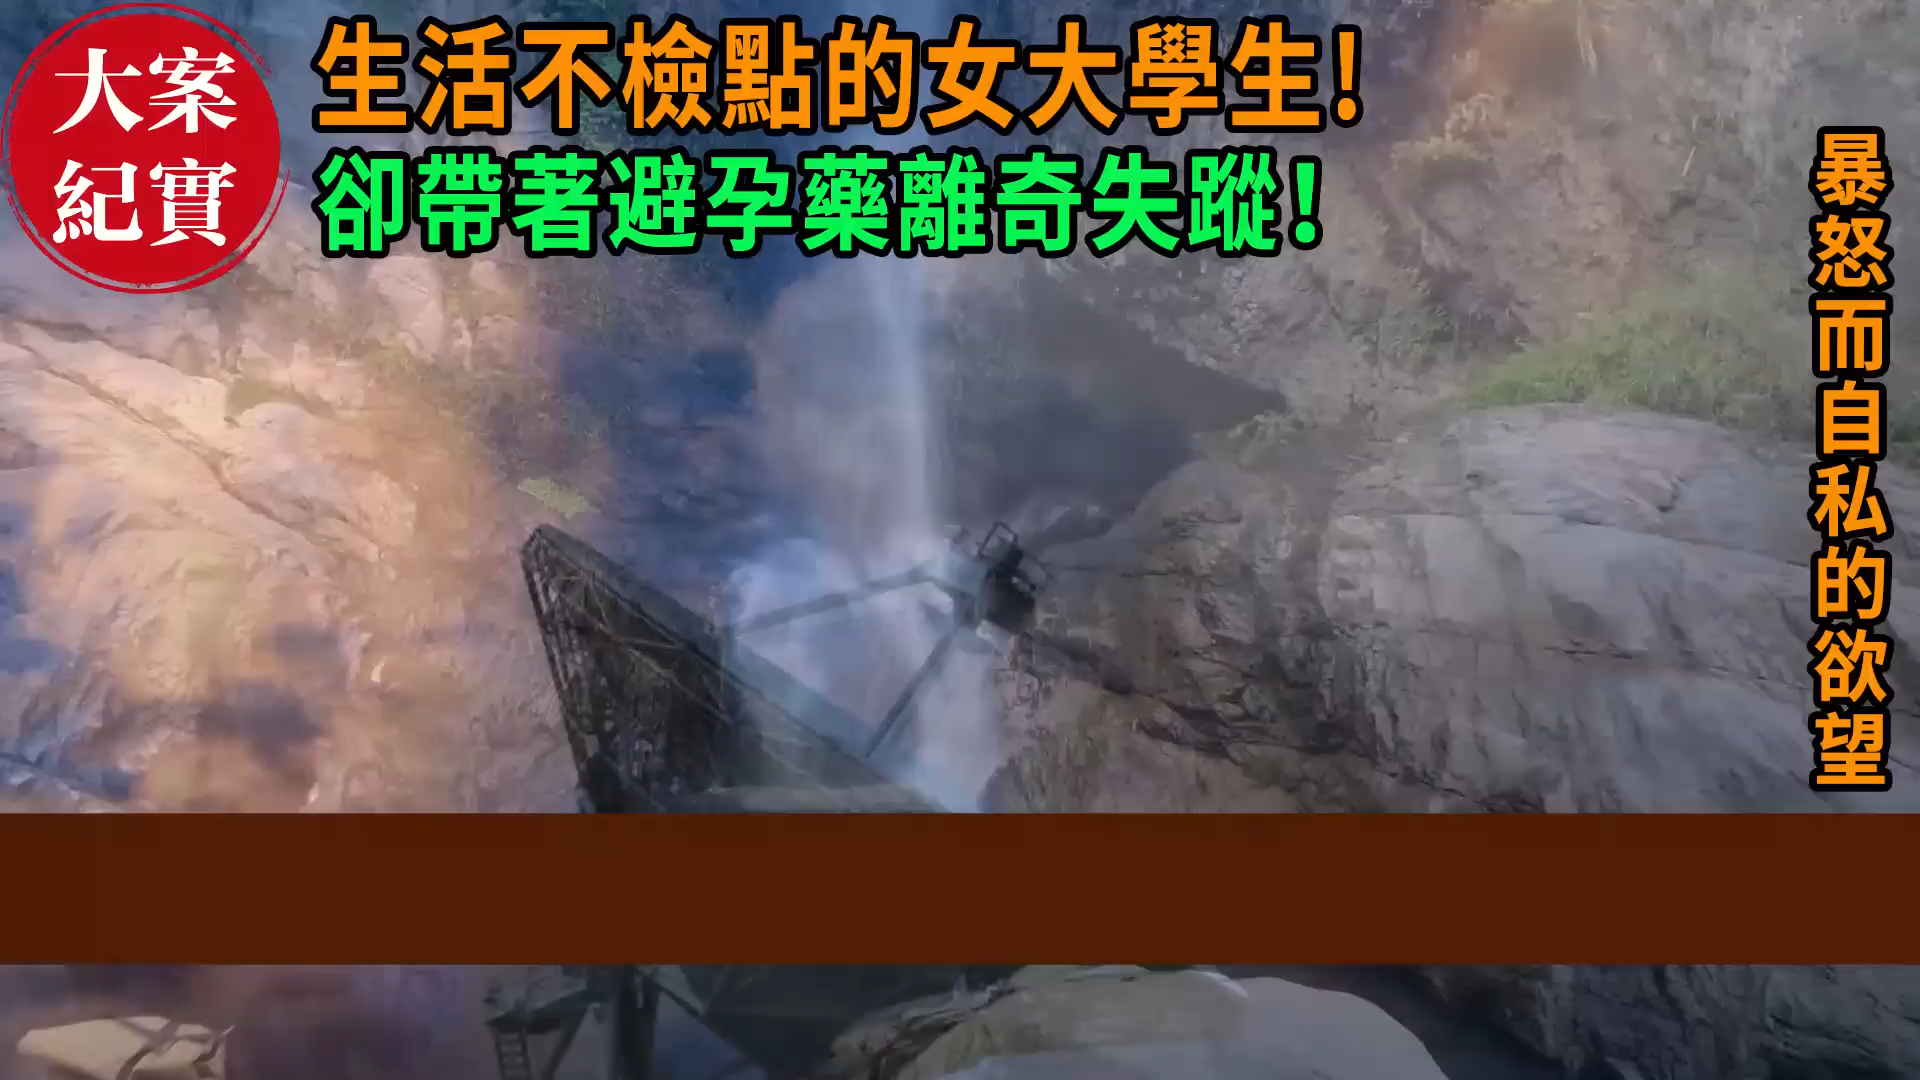 大案
紀實
生活不檢點的女大學生!
卻帶著避孕藥離奇失蹤!
暴怒而自私的欲望